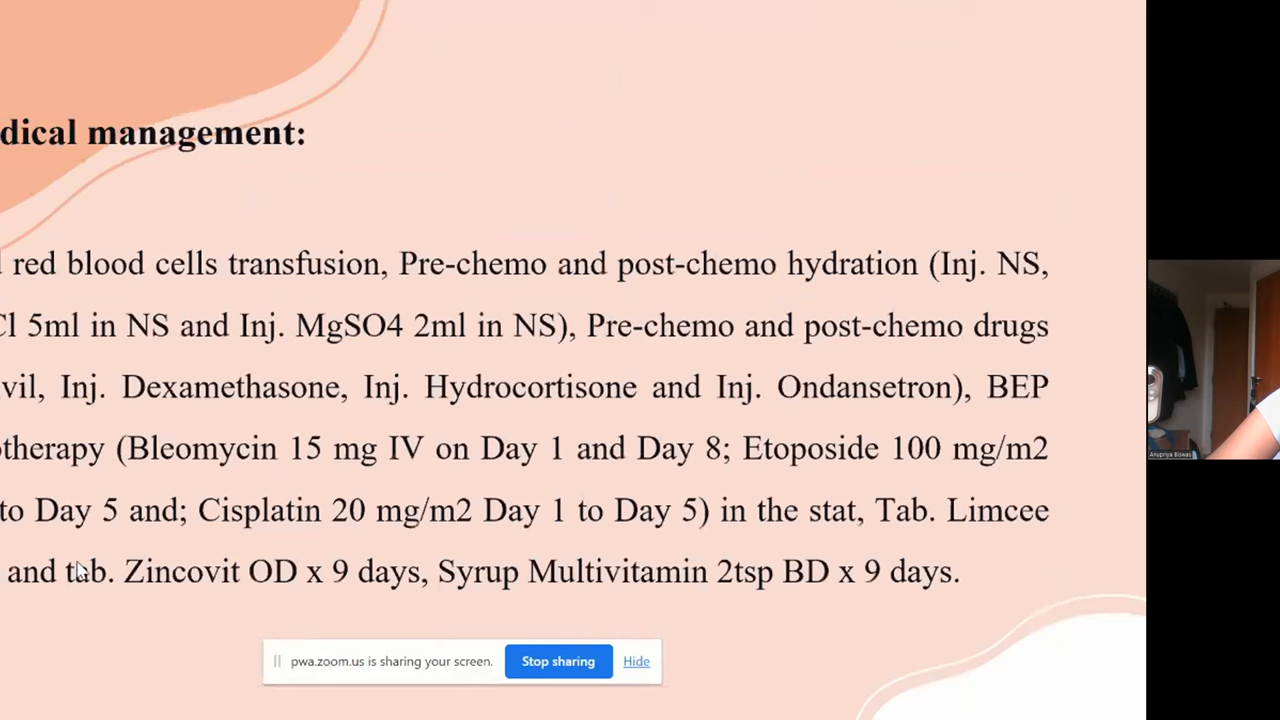 dical management:
red blood cells transfusion, Pre-chemo and post-chemo hydration (Inj. NS,
Cl 5ml in NS and Inj. MgSO4 2ml in NS), Pre-chemo and post-chemo drugs
vil, Inj. Dexamethasone, Inj. Hydrocortisone and Inj. Ondansetron), BEP
otherapy (Bleomycin 15 mg IV on Day 1 and Day 8; Etoposide 100 mg/m2
to Day 5 and; Cisplatin 20 mg/m2 Day 1 to Day 5) in the stat, Tab. Limcee
and tab. Zincovit OD x 9 days, Syrup Multivitamin 2tsp BD x 9 days.
pwa.zoom.us is sharing your screen.
Stop sharing
Hide
Anupriya Biswas